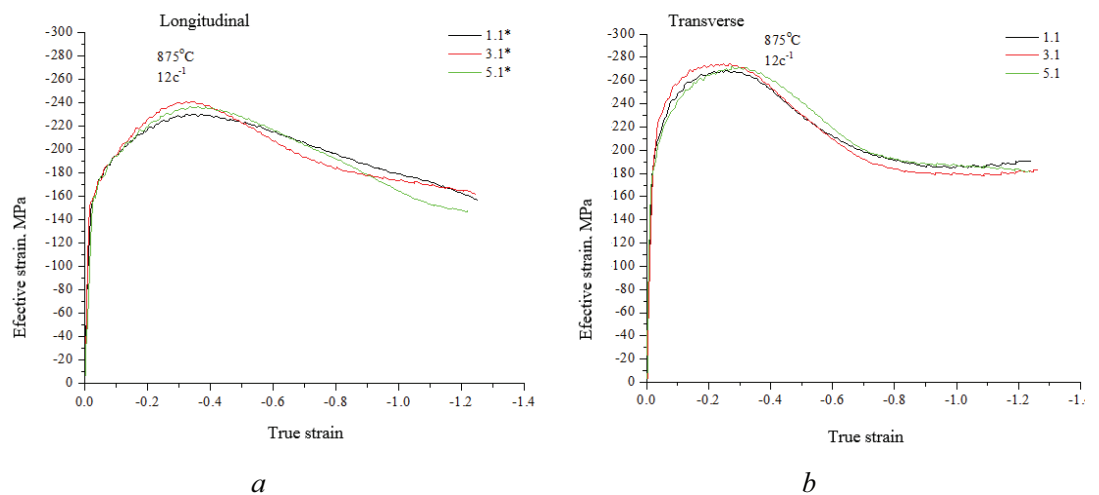 Longitudinal
875°C
12c⁻¹
1.1*
3.1*
5.1*
-300
-280
-260
-240
-220
-200
-180
-160
-140
-120
-100
-80
-60
-40
-20
0
Efective strain. MPa
0.0 -0.2 -0.4 -0.6 -0.8 -1.0 -1.2 -1.4
True strain
a
Transverse
875°C
12c⁻¹
1.1
3.1
5.1
-300
-280
-260
240
220
200
180
160
140
120
100
-80
-60
-40
-20
0
Effective strain. MPa
0.0 -0.2 -0.4 -0.6 -0.8 -1.0 -1.2
True strain
b